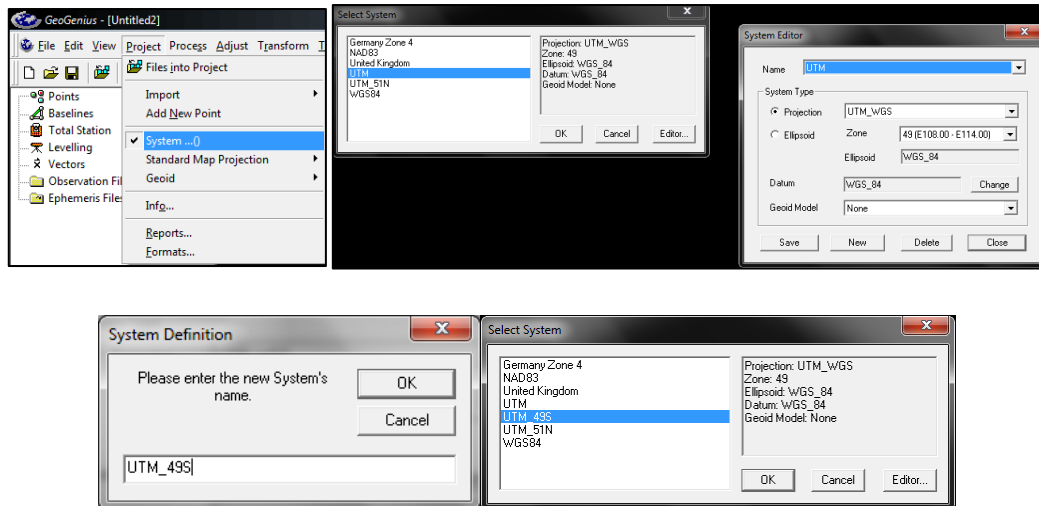 GeoGenius - [Untitled2]
File Edit View Project Process Adjust Transform T
Files into Project
Import
Add New Point
System ...()
Standard Map Projection
Geoid
Info...
Reports...
Formats...
Points
Baselines
Total Station
Levelling
Vectors
Observation Fil
Ephemeris Files
Select System
Germany Zone 4
NAD83
United Kingdom
UTM
UTM_51N
WGS84
Projection: UTM_WGS
Zone: 49
Ellipsoid: WGS_84
Datum: WGS_84
Geoid Model: None
OK Cancel Editor...
System Editor
Name UTM
System Type
Projection UTM_WGS
Ellipsoid Zone 49 (E108.00 - E114.00)
Ellipsoid WGS_84
Datum WGS_84 Change
Geoid Model None
Save New Delete Close
System Definition
Please enter the new System's
name.
OK
Cancel
UTM_49S
Select System
Germany Zone 4
NAD83
United Kingdom
UTM
UTM_49S
UTM_51N
WGS84
Projection: UTM_WGS
Zone: 49
Ellipsoid: WGS_84
Datum: WGS_84
Geoid Model: None
OK Cancel Editor...